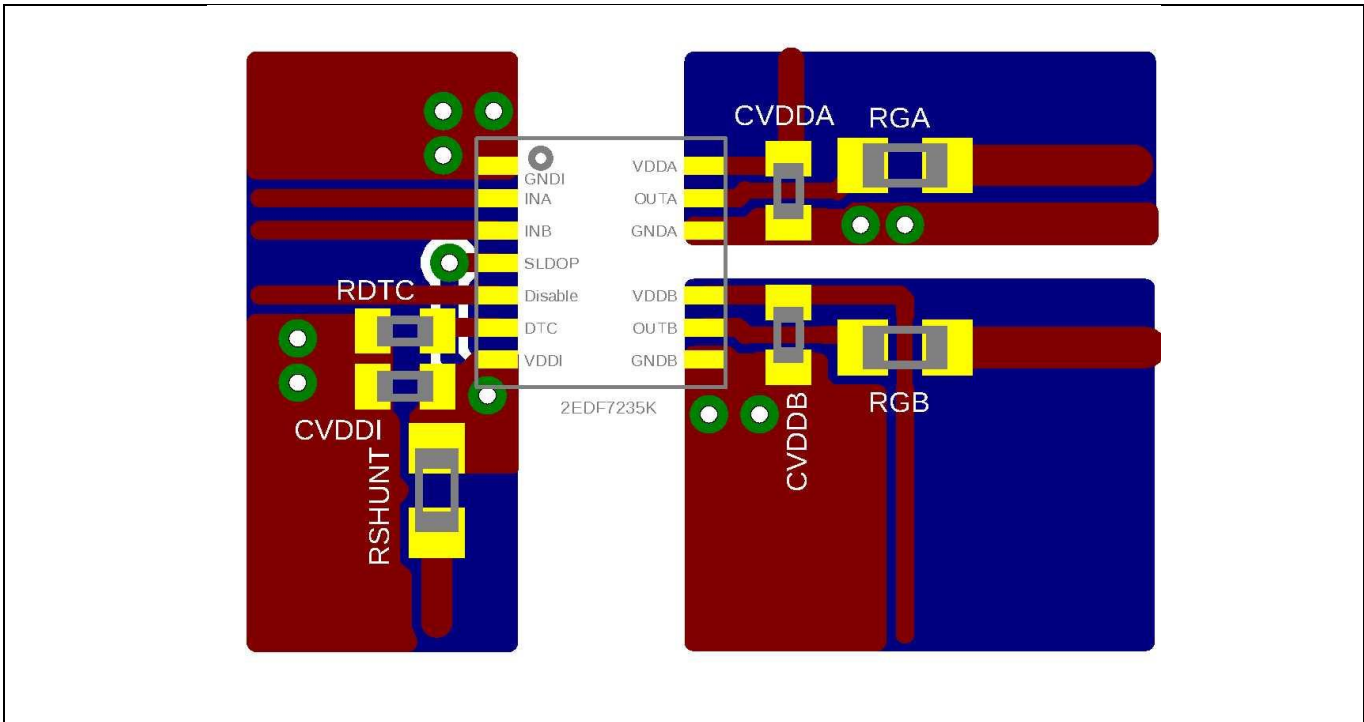 CVDDA
RGA
GNDI
VDDA
INA
OUTA
INB
GNDA
SLDOP
RDTC
Disable
VDDB
DTC
OUTB
VDDI
GNDB
2EDF7235K
RGB
CVDDI
CVDDB
RSHUNT